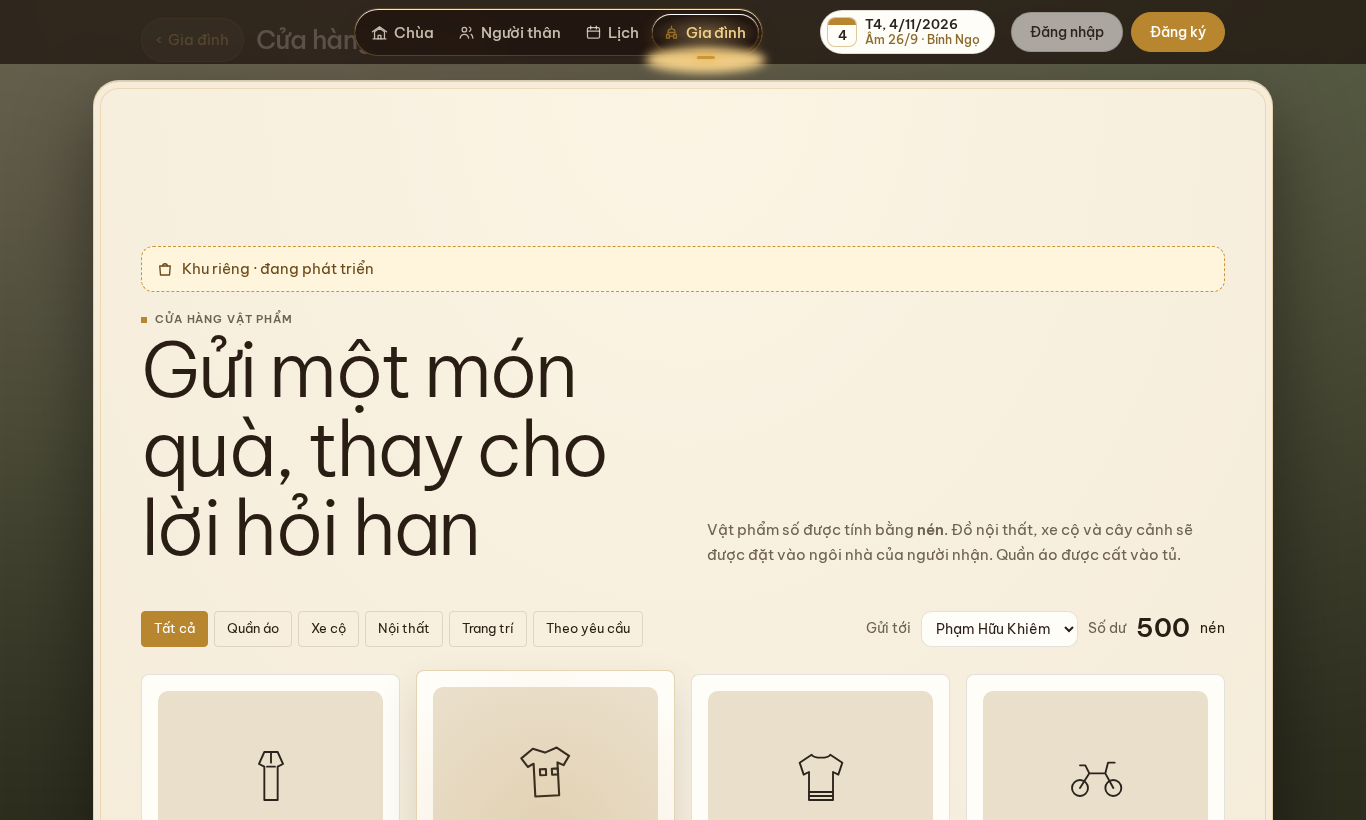 ‹ Gia đình
Cửa hàn
Chùa
Người thân
Lịch
Gia đình
4
T4, 4/11/2026
Âm 26/9 · Bính Ngọ
Đăng nhập
Đăng ký
Khu riêng · đang phát triển
CỬA HÀNG VẬT PHẨM
Gửi một món
quà, thay cho
lời hỏi han
Vật phẩm số được tính bằng nén. Đồ nội thất, xe cộ và cây cảnh sẽ
được đặt vào ngôi nhà của người nhận. Quần áo được cất vào tủ.
Tất cả
Quần áo
Xe cộ
Nội thất
Trang trí
Theo yêu cầu
Gửi tới
Phạm Hữu Khiêm
Số dư
500
nén